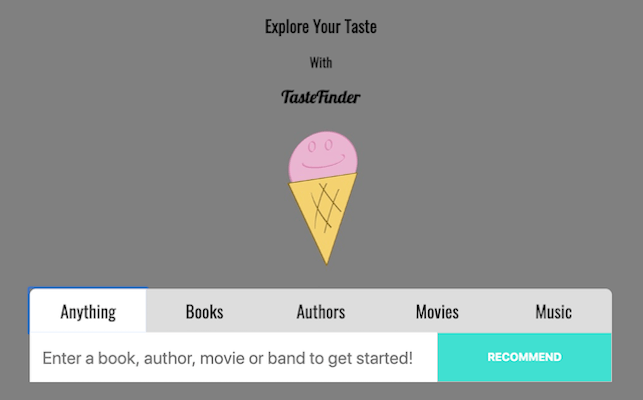 Explore Your Taste
With
TasteFinder
Anything Books Authors Movies Music
Enter a book, author, movie or band to get started! RECOMMEND